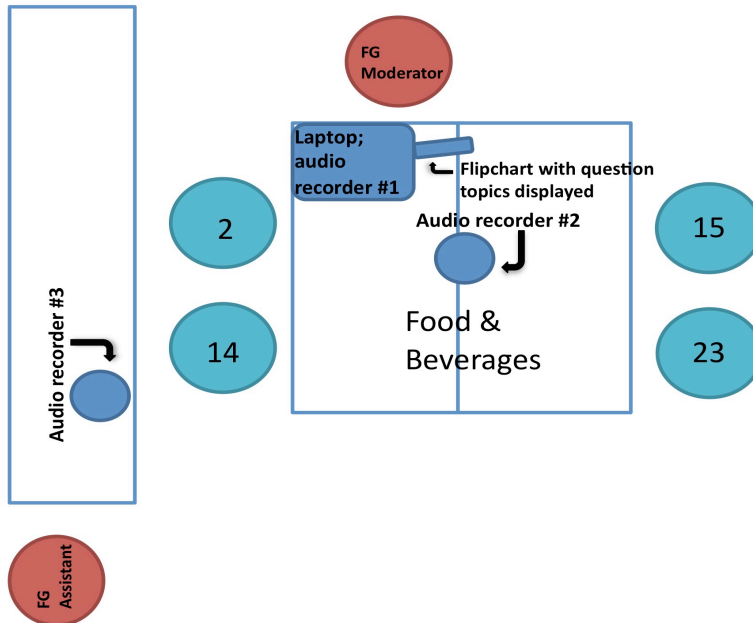 FG
Moderator
Laptop;
audio
recorder #1
Flipchart with question
topics displayed
Audio recorder #2
2
15
Audio recorder #3
14
Food &
Beverages
23
FG
Assistant